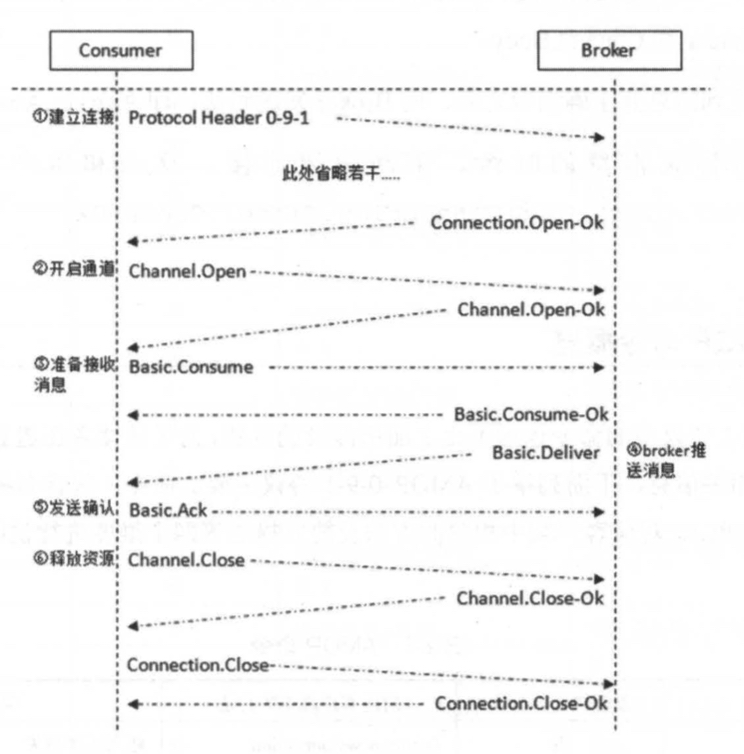 Consumer
Broker
①建立连接 Protocol Header 0-9-1
此处省略若干.....
Connection.Open-Ok
②开启通道 Channel.Open
Channel.Open-Ok
③准备接收 Basic.Consume
消息
Basic.Consume-Ok
Basic.Deliver ④broker推
送消息
⑤发送确认 Basic.Ack
⑥释放资源 Channel.Close
Channel.Close-Ok
Connection.Close
Connection.Close-Ok